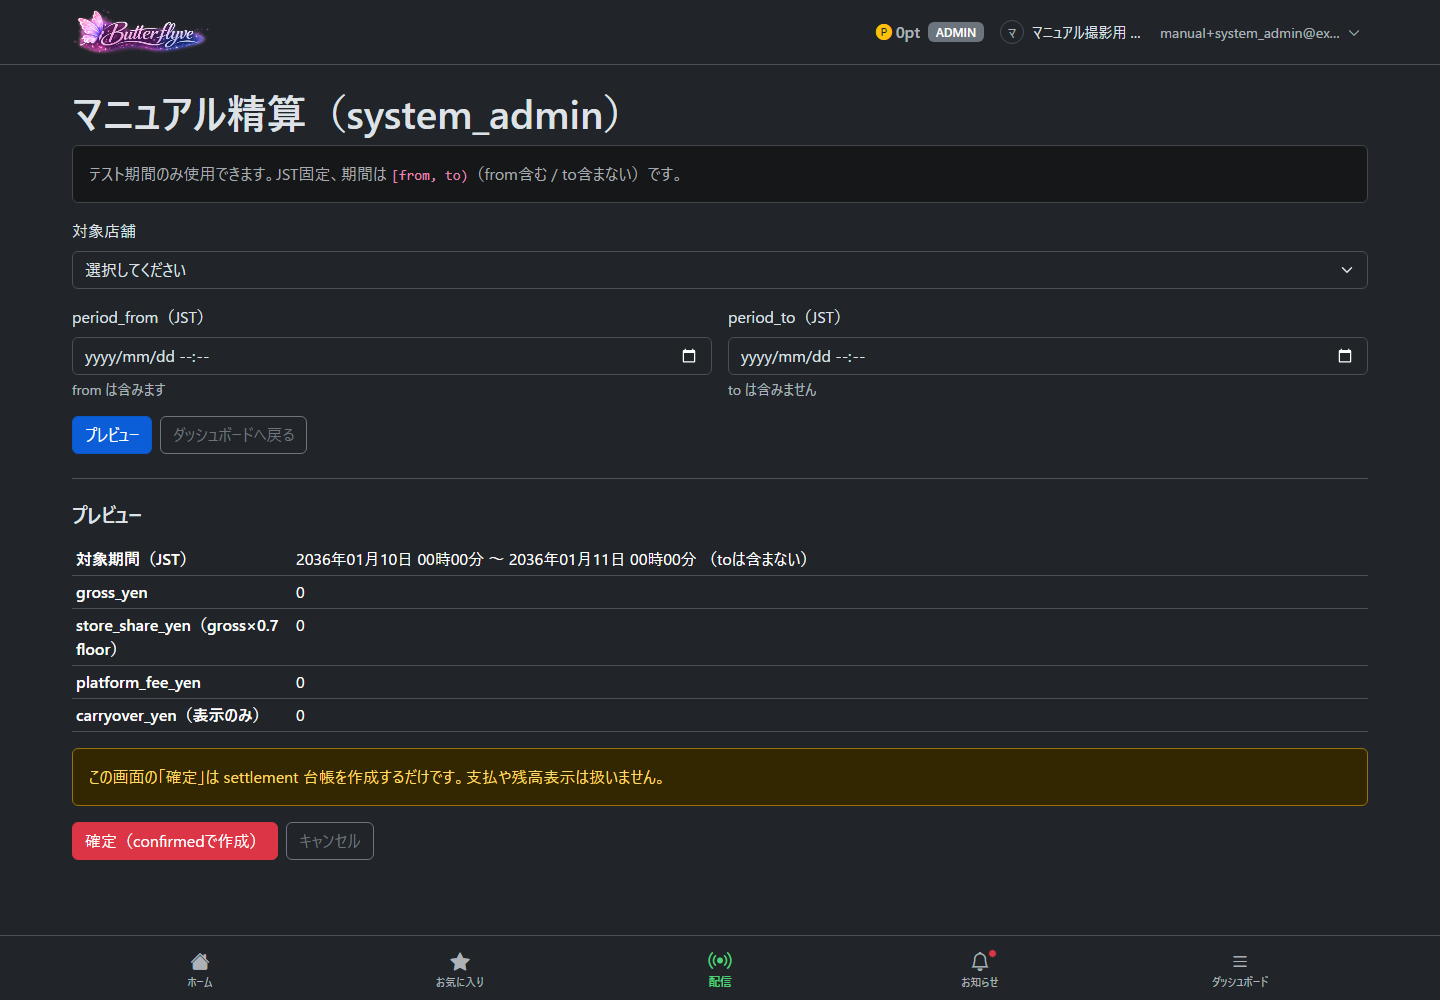 Butterflyve
P 0pt ADMIN マ マニュアル撮影用 ... manual+system_admin@ex...
マニュアル精算（system_admin）
テスト期間のみ使用できます。JST固定、期間は [from, to)（from含む / to含まない）です。
対象店舗
選択してください
period_from（JST）
yyyy/mm/dd --:--
from は含みます
period_to（JST）
yyyy/mm/dd --:--
to は含みません
プレビュー ダッシュボードへ戻る
プレビュー
対象期間（JST） 2036年01月10日 00時00分 〜 2036年01月11日 00時00分 （toは含まない）
gross_yen 0
store_share_yen（gross×0.7 0
floor）
platform_fee_yen 0
carryover_yen（表示のみ） 0
この画面の「確定」は settlement 台帳を作成するだけです。支払や残高表示は扱いません。
確定（confirmedで作成） キャンセル
ホーム お気に入り 配信 お知らせ ダッシュボード